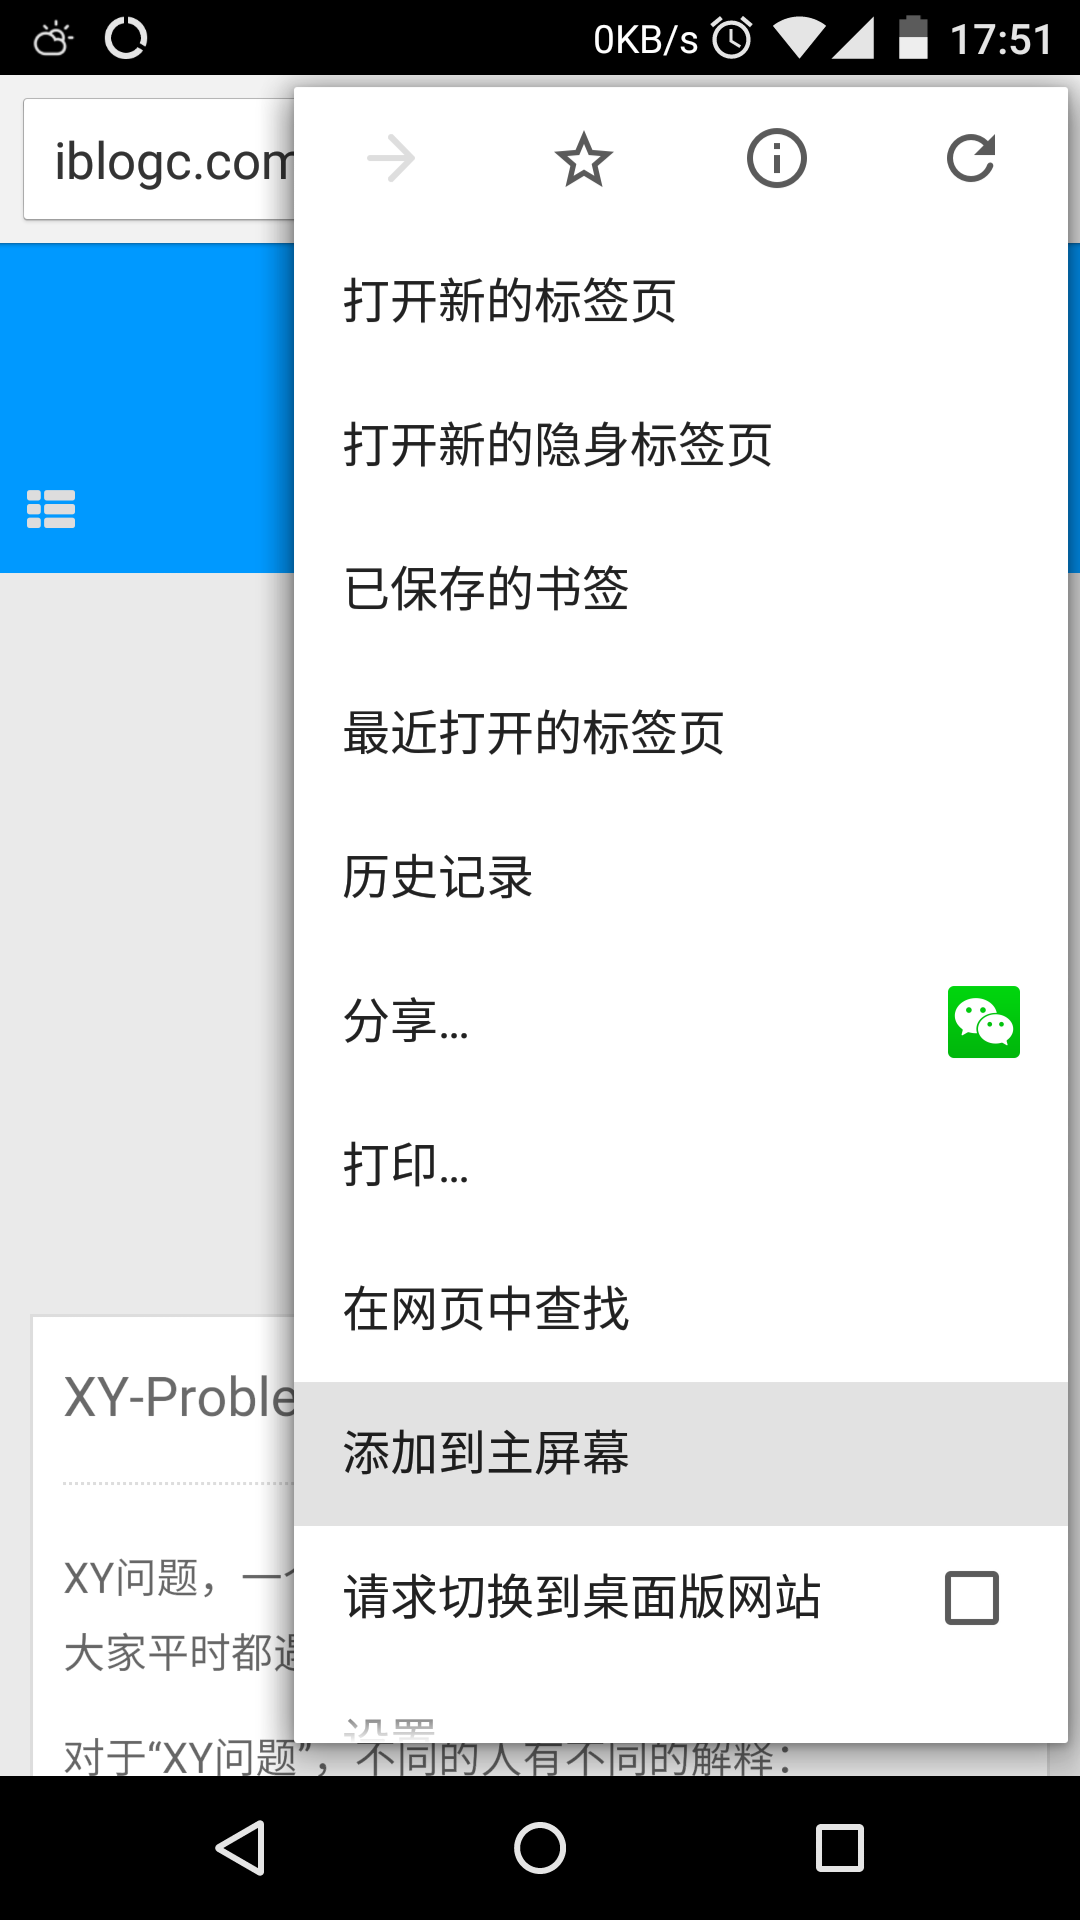 0KB/s 17:51
iblogc.com
打开新的标签页
打开新的隐身标签页
已保存的书签
最近打开的标签页
历史记录
分享...
打印...
在网页中查找
添加到主屏幕
请求切换到桌面版网站
设置
XY-Proble
XY问题，一个
大家平时都遇
对于“XY问题”，不同的人有不同的解释：